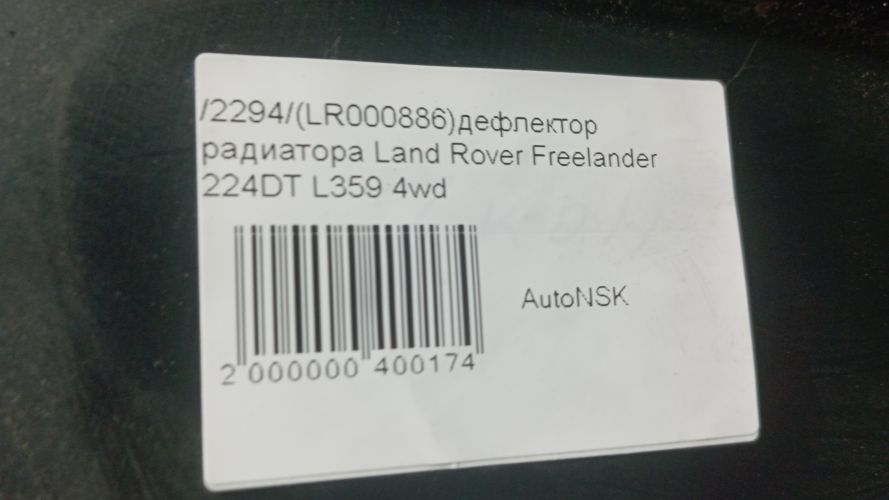 /2294/(LR000886)дефлектор
радиатора Land Rover Freelander
224DT L359 4wd
AutoNSK
2 000000 400174